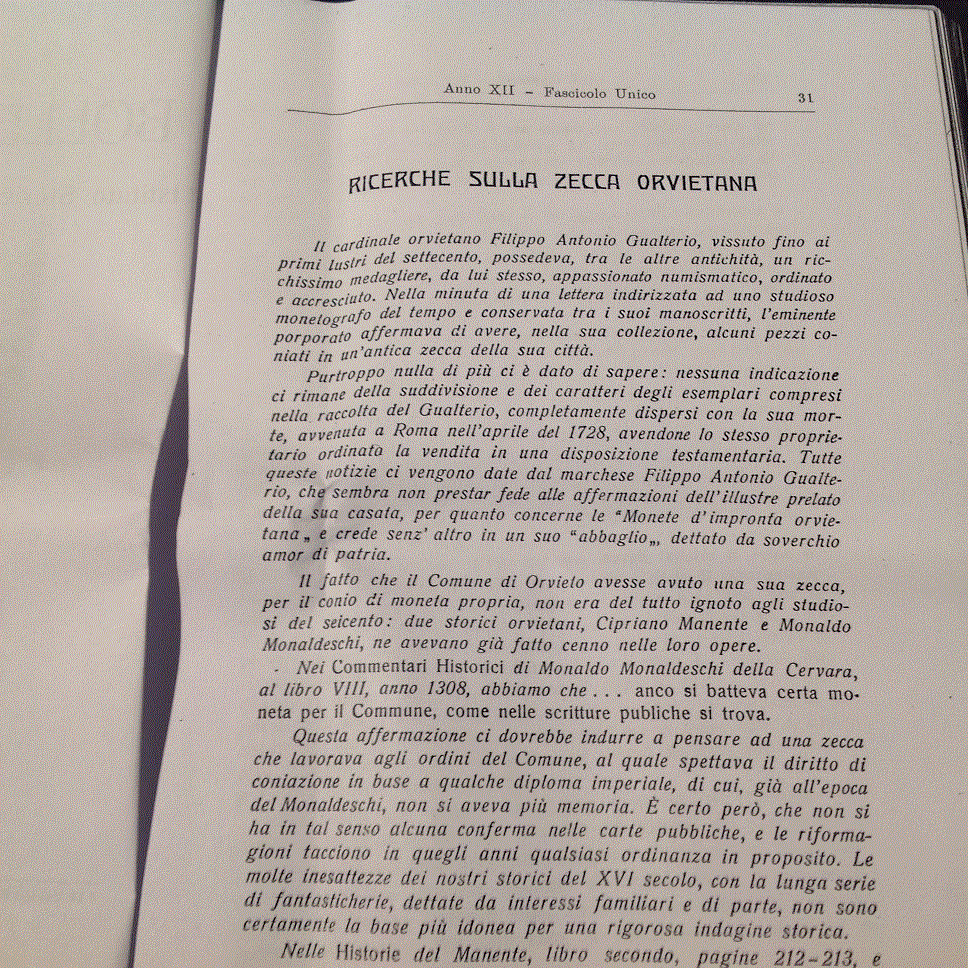 Anno XII – Fascicolo Unico 31
RICERCHE SULLA ZECCA ORVIETANA
Il cardinale orvietano Filippo Antonio Gualterio, vissuto fino ai
primi lustri del settecento, possedeva, tra le altre antichità, un ric-
chissimo medagliere, da lui stesso, appassionato numismatico, ordinato
e accresciuto. Nella minuta di una lettera indirizzata ad uno studioso
monetografo del tempo e conservata tra i suoi manoscritti, l'eminente
porporato affermava di avere, nella sua collezione, alcuni pezzi co-
niati in un'antica zecca della sua città.
Purtroppo nulla di più ci è dato di sapere: nessuna indicazione
ci rimane della suddivisione e dei caratteri degli esemplari compresi
nella raccolta del Gualterio, completamente dispersi con la sua mor-
te, avvenuta a Roma nell'aprile del 1728, avendone lo stesso proprie-
tario ordinata la vendita in una disposizione testamentaria. Tutte
queste notizie ci vengono date dal marchese Filippo Antonio Gualte-
rio, che sembra non prestar fede alle affermazioni dell'illustre prelato
della sua casata, per quanto concerne le “Monete d'impronta orvie-
tana„ e crede senz' altro in un suo “abbaglio„, dettato da soverchio
amor di patria.
Il fatto che il Comune di Orvieto avesse avuto una sua zecca,
per il conio di moneta propria, non era del tutto ignoto agli studio-
si del seicento: due storici orvietani, Cipriano Manente e Monaldo
Monaldeschi, ne avevano già fatto cenno nelle loro opere.
Nei Commentari Historici di Monaldo Monaldeschi della Cervara,
al libro VIII, anno 1308, abbiamo che . . . anco si batteva certa mo-
neta per il Commune, come nelle scritture publiche si trova.
Questa affermazione ci dovrebbe indurre a pensare ad una zecca
che lavorava agli ordini del Comune, al quale spettava il diritto di
coniazione in base a qualche diploma imperiale, di cui, già all'epoca
del Monaldeschi, non si aveva più memoria. È certo però, che non si
ha in tal senso alcuna conferma nelle carte pubbliche, e le riforma-
gioni tacciono in quegli anni qualsiasi ordinanza in proposito. Le
molte inesattezze dei nostri storici del XVI secolo, con la lunga serie
di fantasticherie, dettate da interessi familiari e di parte, non sono
certamente la base più idonea per una rigorosa indagine storica.
Nelle Historie del Manente, libro secondo, pagine 212–213, e